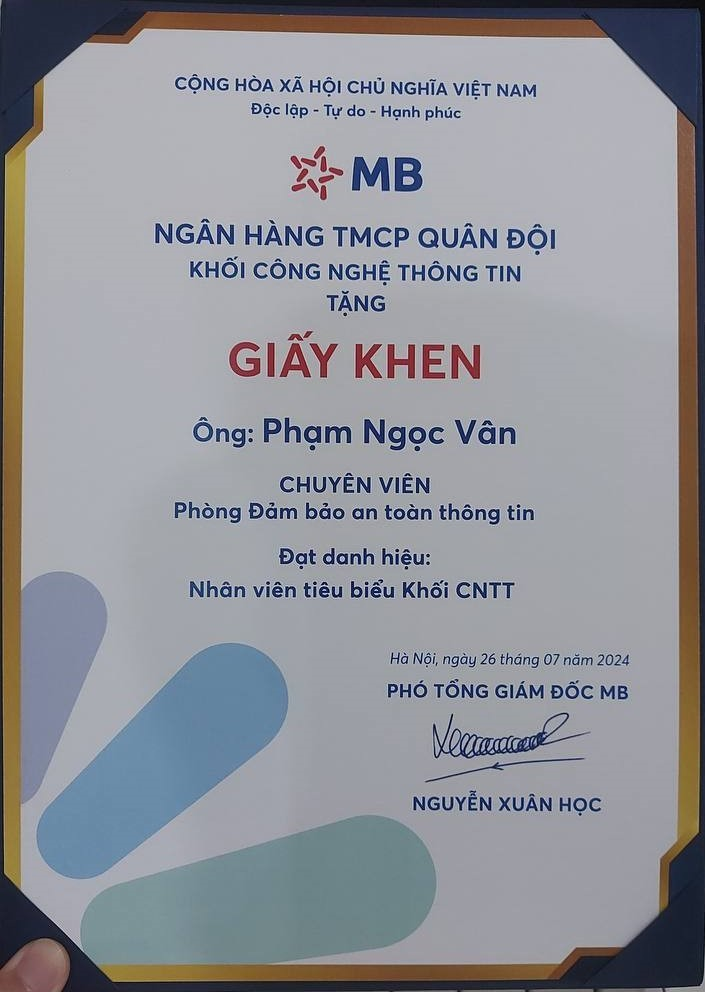 CỘNG HÒA XÃ HỘI CHỦ NGHĨA VIỆT NAM
Độc lập - Tự do - Hạnh phúc
MB
NGÂN HÀNG TMCP QUÂN ĐỘI
KHỐI CÔNG NGHỆ THÔNG TIN
TẶNG
GIẤY KHEN
Ông: Phạm Ngọc Vân
CHUYÊN VIÊN
Phòng Đảm bảo an toàn thông tin
Đạt danh hiệu:
Nhân viên tiêu biểu Khối CNTT
Hà Nội, ngày 26 tháng 07 năm 2024
PHÓ TỔNG GIÁM ĐỐC MB
NGUYỄN XUÂN HỌC